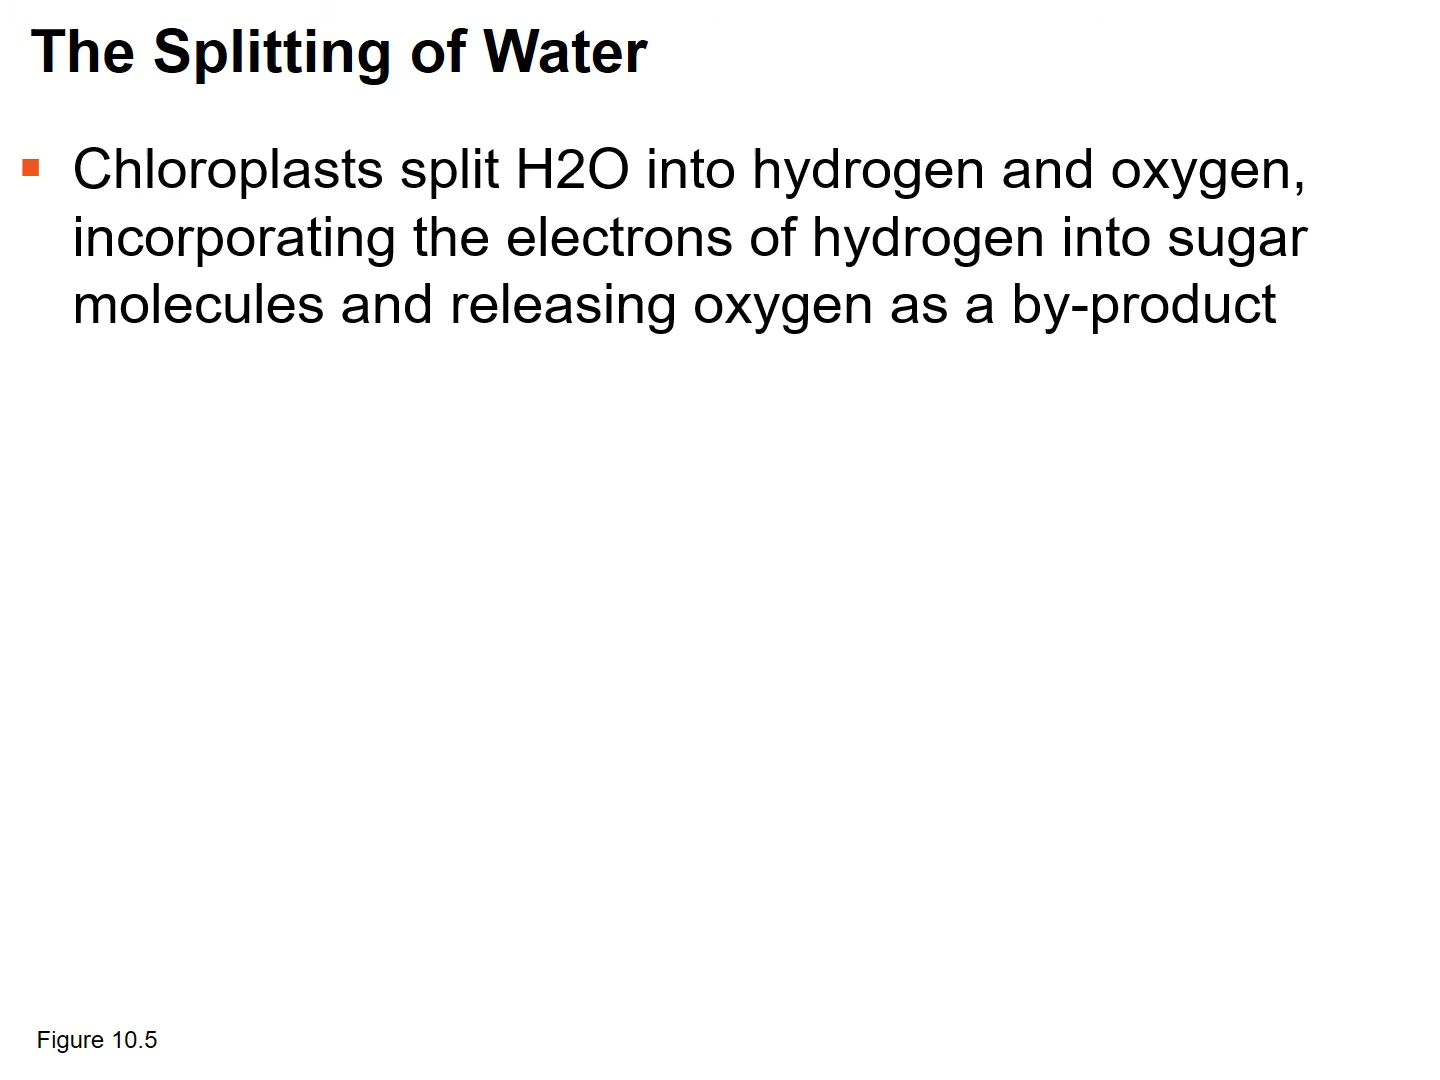 The Splitting of Water
Chloroplasts split H2O into hydrogen and oxygen,
incorporating the electrons of hydrogen into sugar
molecules and releasing oxygen as a by-product
Figure 10.5